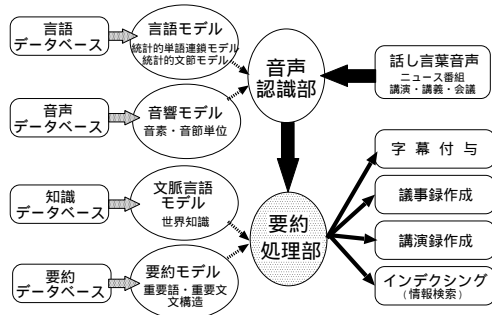 言語
データベース
言語モデル
統計的単語連鎖モデル
統計的文節モデル
音声
認識部
話し言葉音声
ニュース番組
講演・講義・会議
音声
データベース
音響モデル
音素・音節単位
知識
データベース
文脈言語
モデル
世界知識
要約
処理部
字幕付与
議事録作成
講演録作成
インデクシング
(情報検索)
要約
データベース
要約モデル
重要語・重要文
文構造